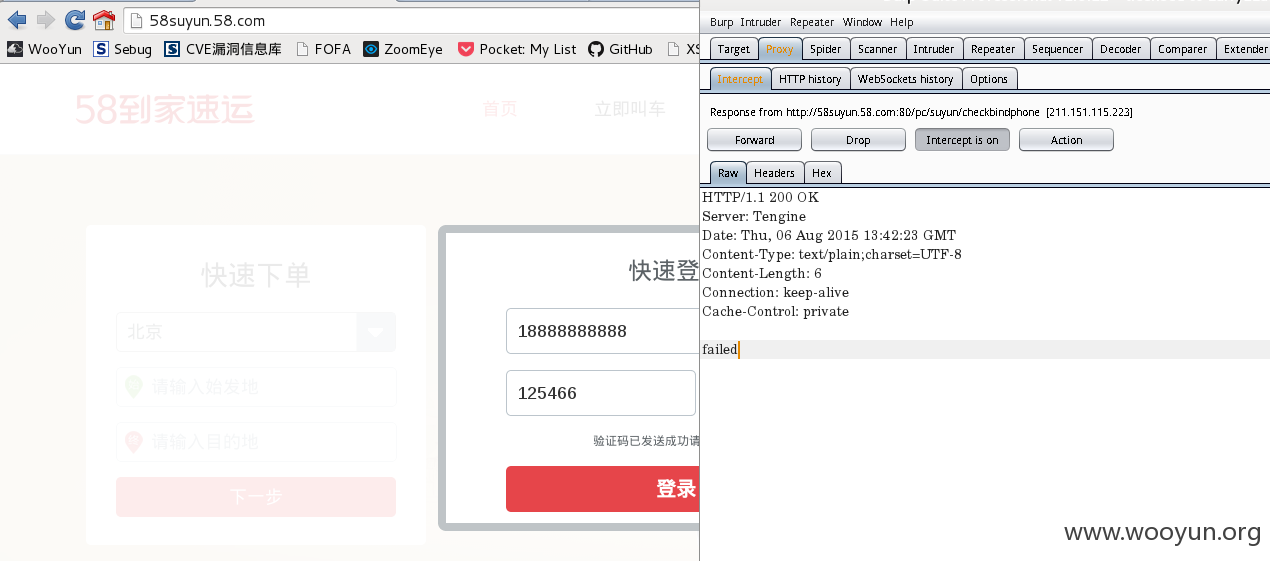 58suyun.58.com
WooYun
Sebug
CVE漏洞信息库
FOFA
ZoomEye
Pocket: My List
GitHub
58到家速运
首页
立即叫车
快速下单
北京
请输入始发地
请输入目的地
下一步
快速登
18888888888
125466
验证码已发送成功请
登录
Burp Intruder Repeater Window Help
Target
Proxy
Spider
Scanner
Intruder
Repeater
Sequencer
Decoder
Comparer
Extender
Intercept
HTTP history
WebSockets history
Options
Response from http://58suyun.58.com:80/pc/suyun/checkbindphone [211.151.115.223]
Forward
Drop
Intercept is on
Action
Raw
Headers
Hex
HTTP/1.1 200 OK
Server: Tengine
Date: Thu, 06 Aug 2015 13:42:23 GMT
Content-Type: text/plain;charset=UTF-8
Content-Length: 6
Connection: keep-alive
Cache-Control: private
failed
www.wooyun.org